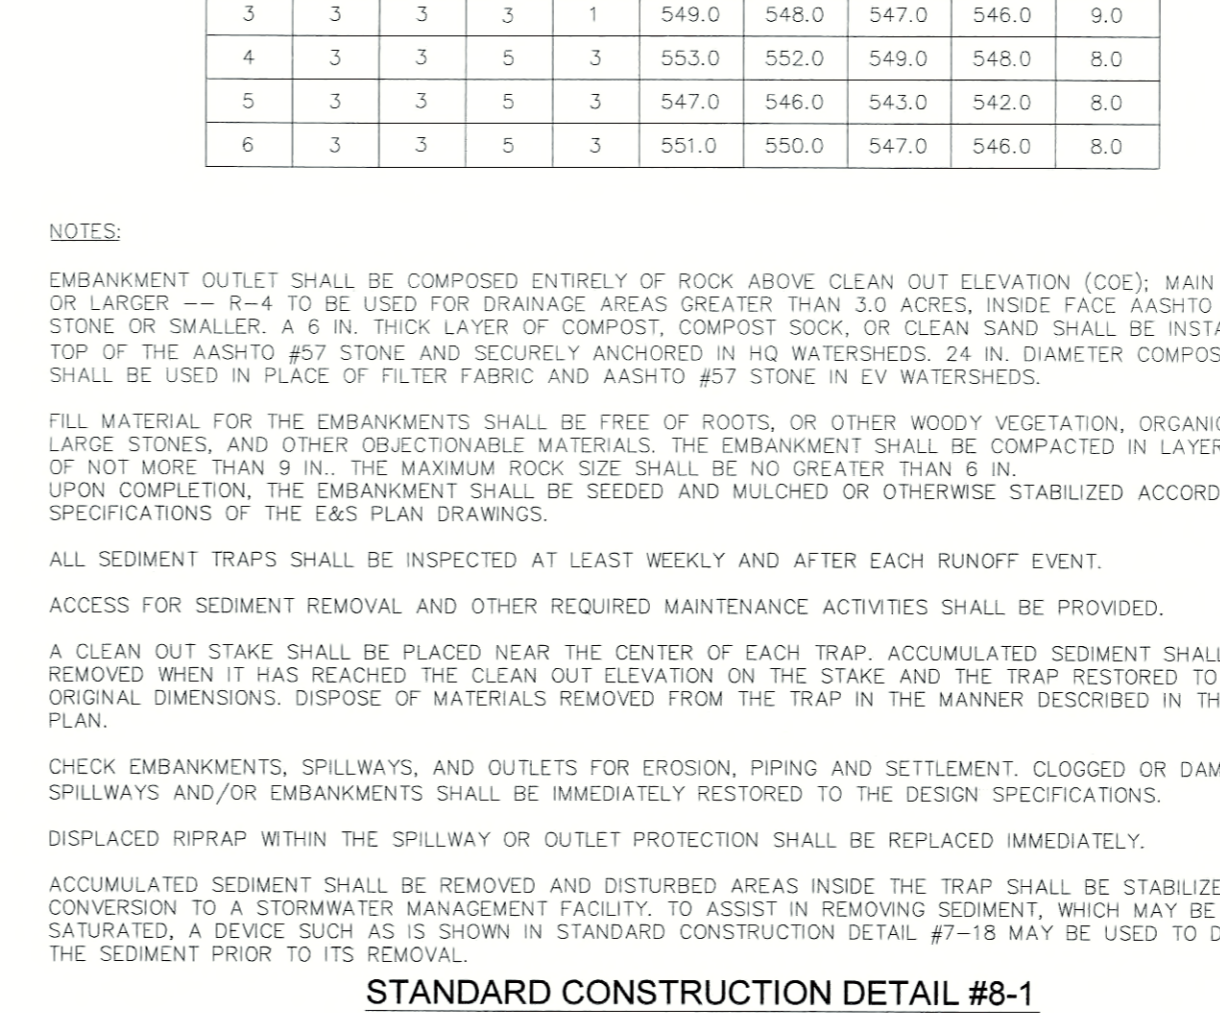 3 3 3 3 1 549.0 548.0 547.0 546.0 9.0
4 3 3 5 3 553.0 552.0 549.0 548.0 8.0
5 3 3 5 3 547.0 546.0 543.0 542.0 8.0
6 3 3 5 3 551.0 550.0 547.0 546.0 8.0
NOTES:
EMBANKMENT OUTLET SHALL BE COMPOSED ENTIRELY OF ROCK ABOVE CLEAN OUT ELEVATION (COE); MAIN
OR LARGER –– R–4 TO BE USED FOR DRAINAGE AREAS GREATER THAN 3.0 ACRES, INSIDE FACE AASHTO
STONE OR SMALLER. A 6 IN. THICK LAYER OF COMPOST, COMPOST SOCK, OR CLEAN SAND SHALL BE INSTA
TOP OF THE AASHTO #57 STONE AND SECURELY ANCHORED IN HQ WATERSHEDS. 24 IN. DIAMETER COMPOS
SHALL BE USED IN PLACE OF FILTER FABRIC AND AASHTO #57 STONE IN EV WATERSHEDS.
FILL MATERIAL FOR THE EMBANKMENTS SHALL BE FREE OF ROOTS, OR OTHER WOODY VEGETATION, ORGANIC
LARGE STONES, AND OTHER OBJECTIONABLE MATERIALS. THE EMBANKMENT SHALL BE COMPACTED IN LAYER
OF NOT MORE THAN 9 IN.. THE MAXIMUM ROCK SIZE SHALL BE NO GREATER THAN 6 IN.
UPON COMPLETION, THE EMBANKMENT SHALL BE SEEDED AND MULCHED OR OTHERWISE STABILIZED ACCORD
SPECIFICATIONS OF THE E&S PLAN DRAWINGS.
ALL SEDIMENT TRAPS SHALL BE INSPECTED AT LEAST WEEKLY AND AFTER EACH RUNOFF EVENT.
ACCESS FOR SEDIMENT REMOVAL AND OTHER REQUIRED MAINTENANCE ACTIVITIES SHALL BE PROVIDED.
A CLEAN OUT STAKE SHALL BE PLACED NEAR THE CENTER OF EACH TRAP. ACCUMULATED SEDIMENT SHALL
REMOVED WHEN IT HAS REACHED THE CLEAN OUT ELEVATION ON THE STAKE AND THE TRAP RESTORED TO
ORIGINAL DIMENSIONS. DISPOSE OF MATERIALS REMOVED FROM THE TRAP IN THE MANNER DESCRIBED IN TH
PLAN.
CHECK EMBANKMENTS, SPILLWAYS, AND OUTLETS FOR EROSION, PIPING AND SETTLEMENT. CLOGGED OR DAM
SPILLWAYS AND/OR EMBANKMENTS SHALL BE IMMEDIATELY RESTORED TO THE DESIGN SPECIFICATIONS.
DISPLACED RIPRAP WITHIN THE SPILLWAY OR OUTLET PROTECTION SHALL BE REPLACED IMMEDIATELY.
ACCUMULATED SEDIMENT SHALL BE REMOVED AND DISTURBED AREAS INSIDE THE TRAP SHALL BE STABILIZE
CONVERSION TO A STORMWATER MANAGEMENT FACILITY. TO ASSIST IN REMOVING SEDIMENT, WHICH MAY BE
SATURATED, A DEVICE SUCH AS IS SHOWN IN STANDARD CONSTRUCTION DETAIL #7–18 MAY BE USED TO D
THE SEDIMENT PRIOR TO ITS REMOVAL.
STANDARD CONSTRUCTION DETAIL #8-1